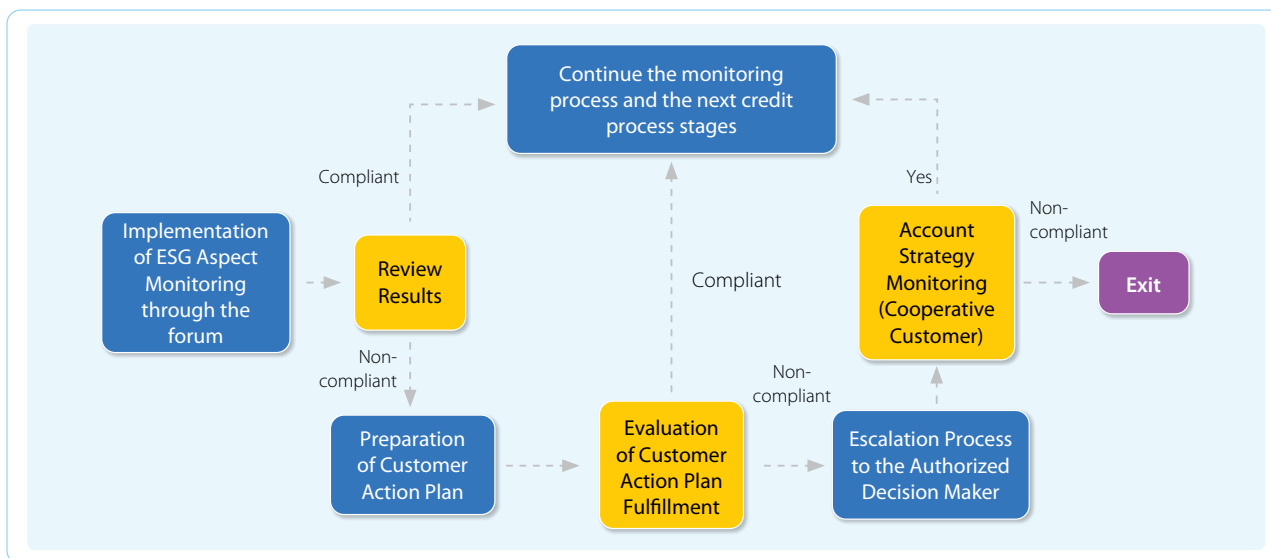 Continue the monitoring
process and the next credit
process stages
Compliant
Yes
Implementation
of ESG Aspect
Monitoring
through the
forum
Review
Results
Compliant
Account
Strategy
Monitoring
(Cooperative
Customer)
Non-
compliant
Exit
Non-
compliant
Non-
compliant
Preparation
of Customer
Action Plan
Evaluation
of Customer
Action Plan
Fulfillment
Escalation Process
to the Authorized
Decision Maker